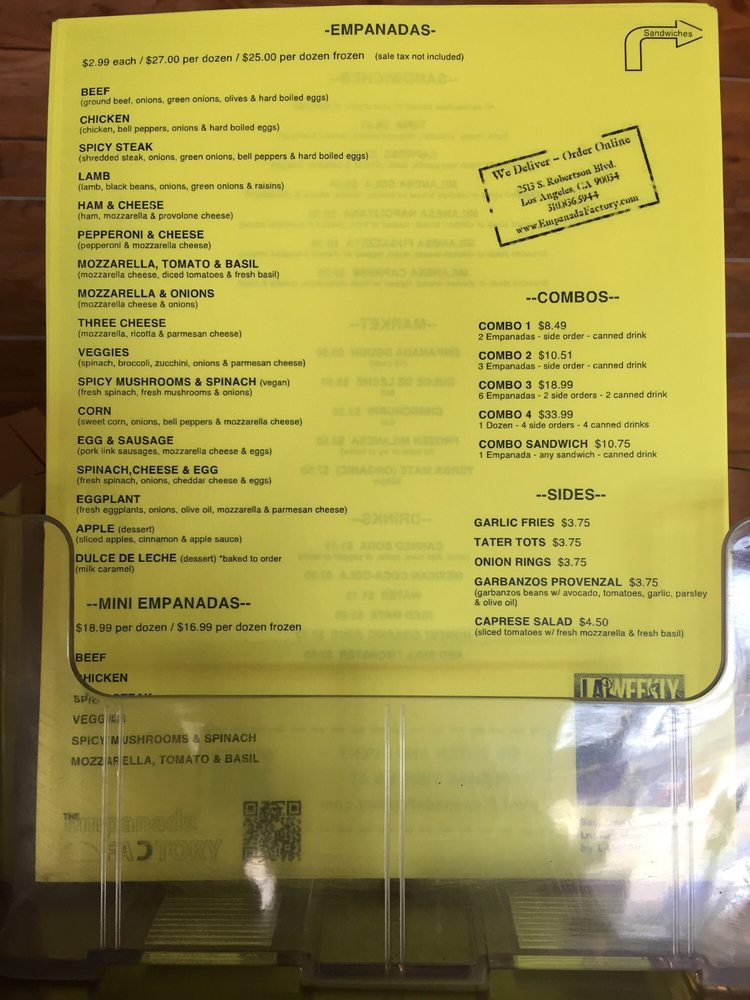 -EMPANADAS-
$2.99 each / $27.00 per dozen / $25.00 per dozen frozen (sale tax not included)
Sandwiches
BEEF
(ground beef, onions, green onions, olives & hard boiled eggs)
CHICKEN
(chicken, bell peppers, onions & hard boiled eggs)
SPICY STEAK
(shredded steak, onions, green onions, bell peppers & hard boiled eggs)
LAMB
(lamb, black beans, onions, green onions & raisins)
HAM & CHEESE
(ham, mozzarella & provolone cheese)
PEPPERONI & CHEESE
(pepperoni & mozzarella cheese)
MOZZARELLA, TOMATO & BASIL
(mozzarella cheese, diced tomatoes & fresh basil)
MOZZARELLA & ONIONS
(mozzarella cheese & onions)
THREE CHEESE
(mozzarella, ricotta & parmesan cheese)
VEGGIES
(spinach, broccoli, zucchini, onions & parmesan cheese)
SPICY MUSHROOMS & SPINACH (vegan)
(fresh spinach, fresh mushrooms & onions)
CORN
(sweet corn, onions, bell peppers & mozzarella cheese)
EGG & SAUSAGE
(pork link sausages, mozzarella cheese & eggs)
SPINACH,CHEESE & EGG
(fresh spinach, onions, cheddar cheese & eggs)
EGGPLANT
(fresh eggplants, onions, olive oil, mozzarella & parmesan cheese)
APPLE (dessert)
(sliced apples, cinnamon & apple sauce)
DULCE DE LECHE (dessert) *baked to order
(milk caramel)
--MINI EMPANADAS--
$18.99 per dozen / $16.99 per dozen frozen
BEEF
CHICKEN
SPICY STEAK
VEGGIES
SPICY MUSHROOMS & SPINACH
MOZZARELLA, TOMATO & BASIL
THE
Empanada
FACTORY
We Deliver - Order Online
2513 S. Robertson Blvd.
Los Angeles, CA 90034
310.836.5944
www.EmpanadaFactory.com
--COMBOS--
COMBO 1 $8.49
2 Empanadas - side order - canned drink
COMBO 2 $10.51
3 Empanadas - side order - canned drink
COMBO 3 $18.99
6 Empanadas - 2 side orders - 2 canned drink
COMBO 4 $33.99
1 Dozen - 4 side orders - 4 canned drinks
COMBO SANDWICH $10.75
1 Empanada - any sandwich - canned drink
--SIDES--
GARLIC FRIES $3.75
TATER TOTS $3.75
ONION RINGS $3.75
GARBANZOS PROVENZAL $3.75
(garbanzos beans w/ avocado, tomatoes, garlic, parsley
& olive oil)
CAPRESE SALAD $4.50
(sliced tomatoes w/ fresh mozzarella & fresh basil)
LA WEEKLY